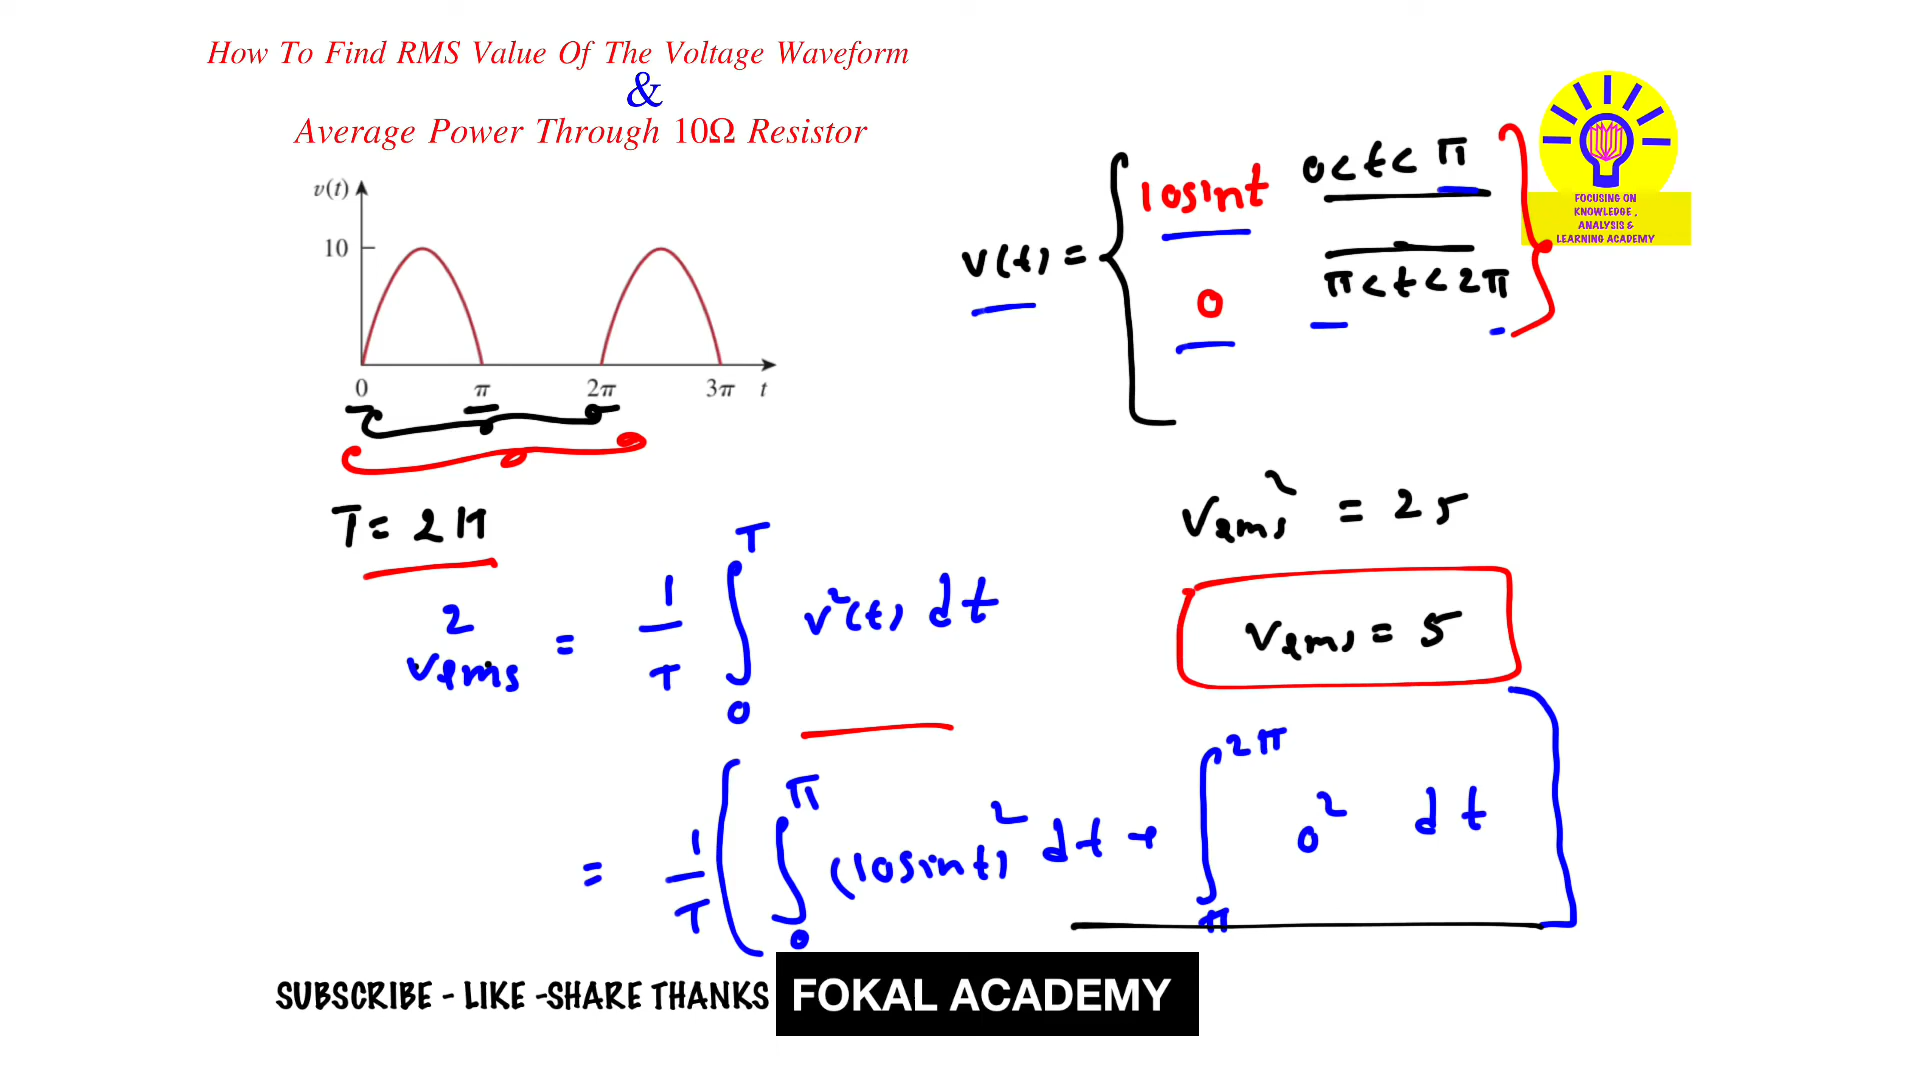 How To Find RMS Value Of The Voltage Waveform
&
Average Power Through 10Ω Resistor
v(t)
10
0 π 2π 3π t
v(t) = { 10sint 0<t<π
0 π<t<2π
FOCUSING ON
KNOWLEDGE ,
ANALYSIS &
LEARNING ACADEMY
T = 2π
Vrms² = 25
Vrms = 5
V²rms = 1/T ∫₀ᵀ v²(t) dt
= 1/T [ ∫₀^π (10sint)² dt + ∫_π^2π 0² dt ]
SUBSCRIBE - LIKE -SHARE THANKS
FOKAL ACADEMY